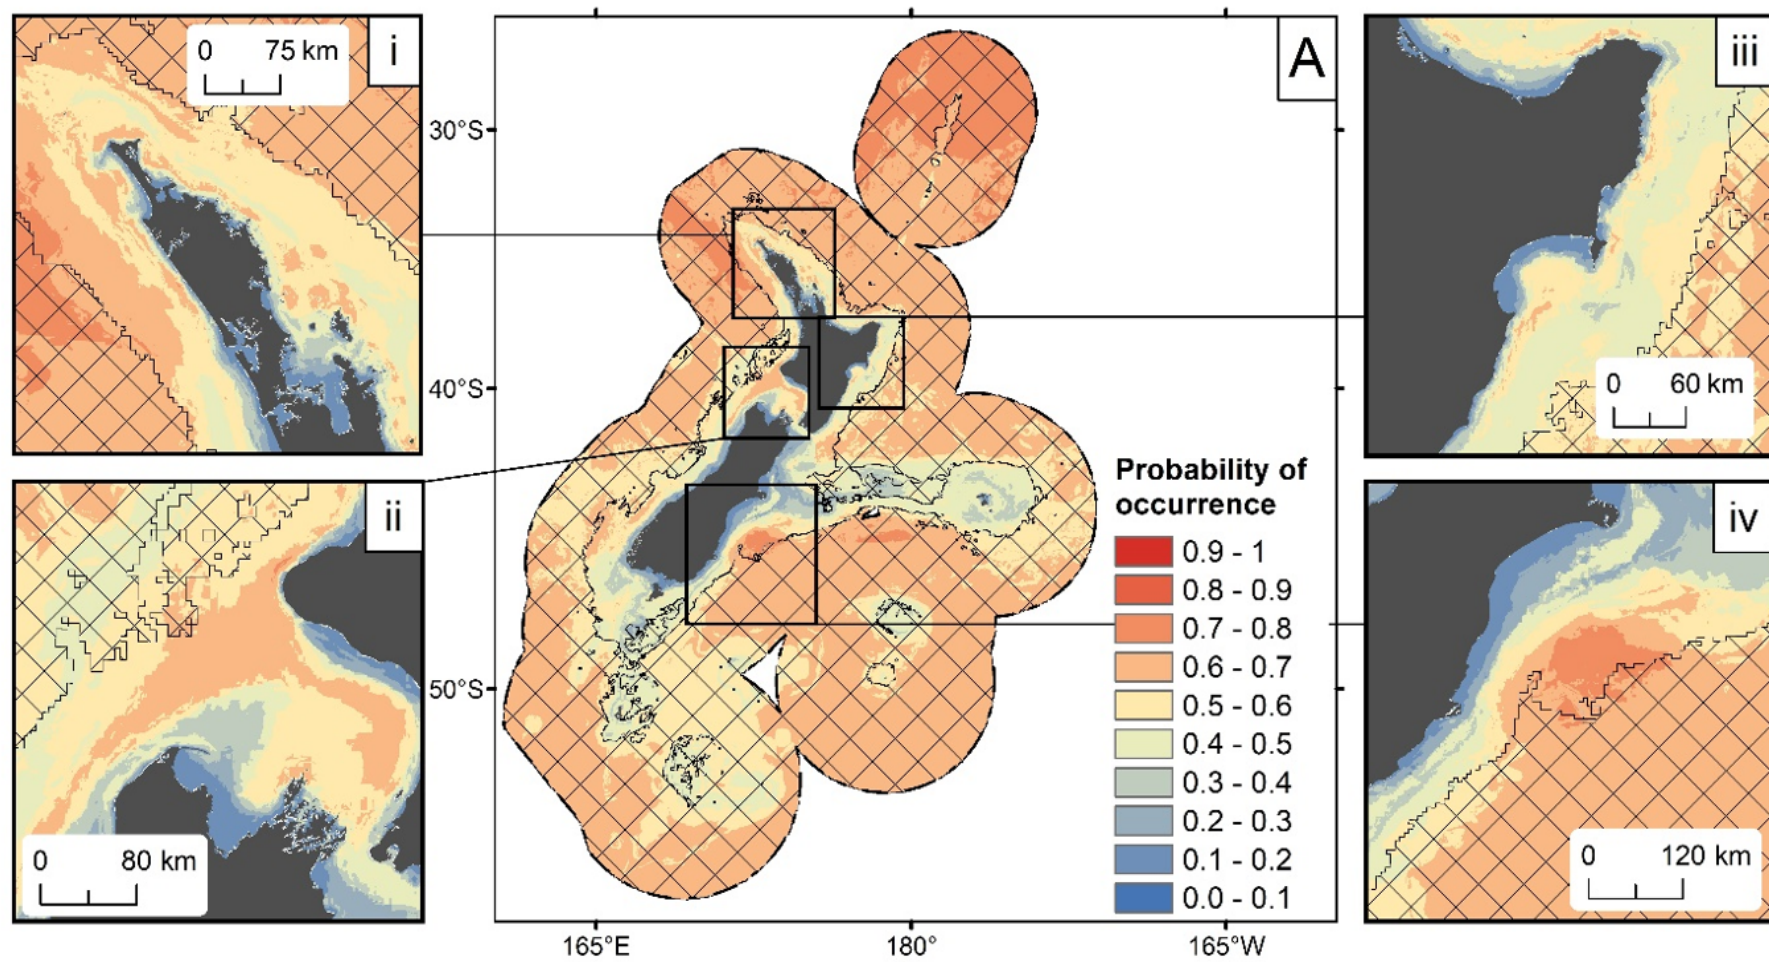 0 75 km
i
A
iii
30°S
40°S
50°S
0 60 km
ii
0 80 km
iv
0 120 km
Probability of
occurrence
0.9 - 1
0.8 - 0.9
0.7 - 0.8
0.6 - 0.7
0.5 - 0.6
0.4 - 0.5
0.3 - 0.4
0.2 - 0.3
0.1 - 0.2
0.0 - 0.1
165°E 180° 165°W